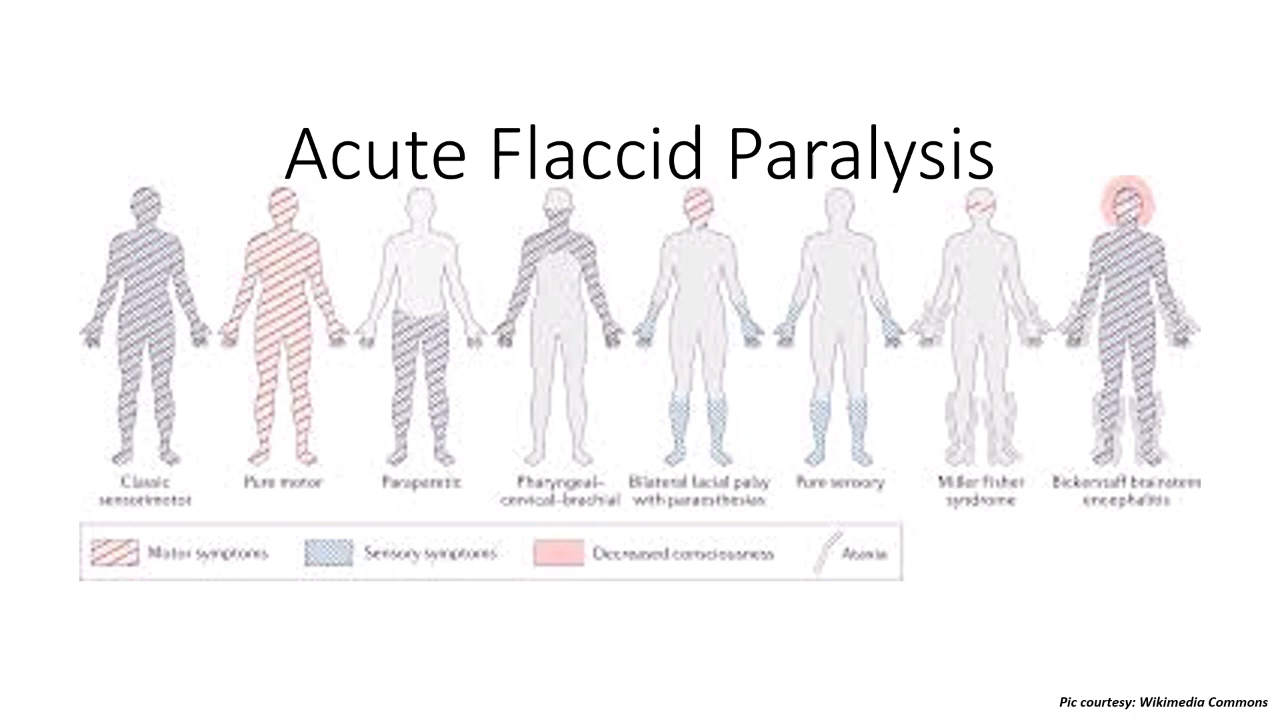 Acute Flaccid Paralysis
Classic
sensorimotor
Pure motor
Paraparetic
Pharyngeal–
cervical–brachial
Bilateral facial palsy
with paraesthesias
Pure sensory
Miller Fisher
syndrome
Bickerstaff brainstem
encephalitis
Motor symptoms
Sensory symptoms
Decreased consciousness
Ataxia
Pic courtesy: Wikimedia Commons